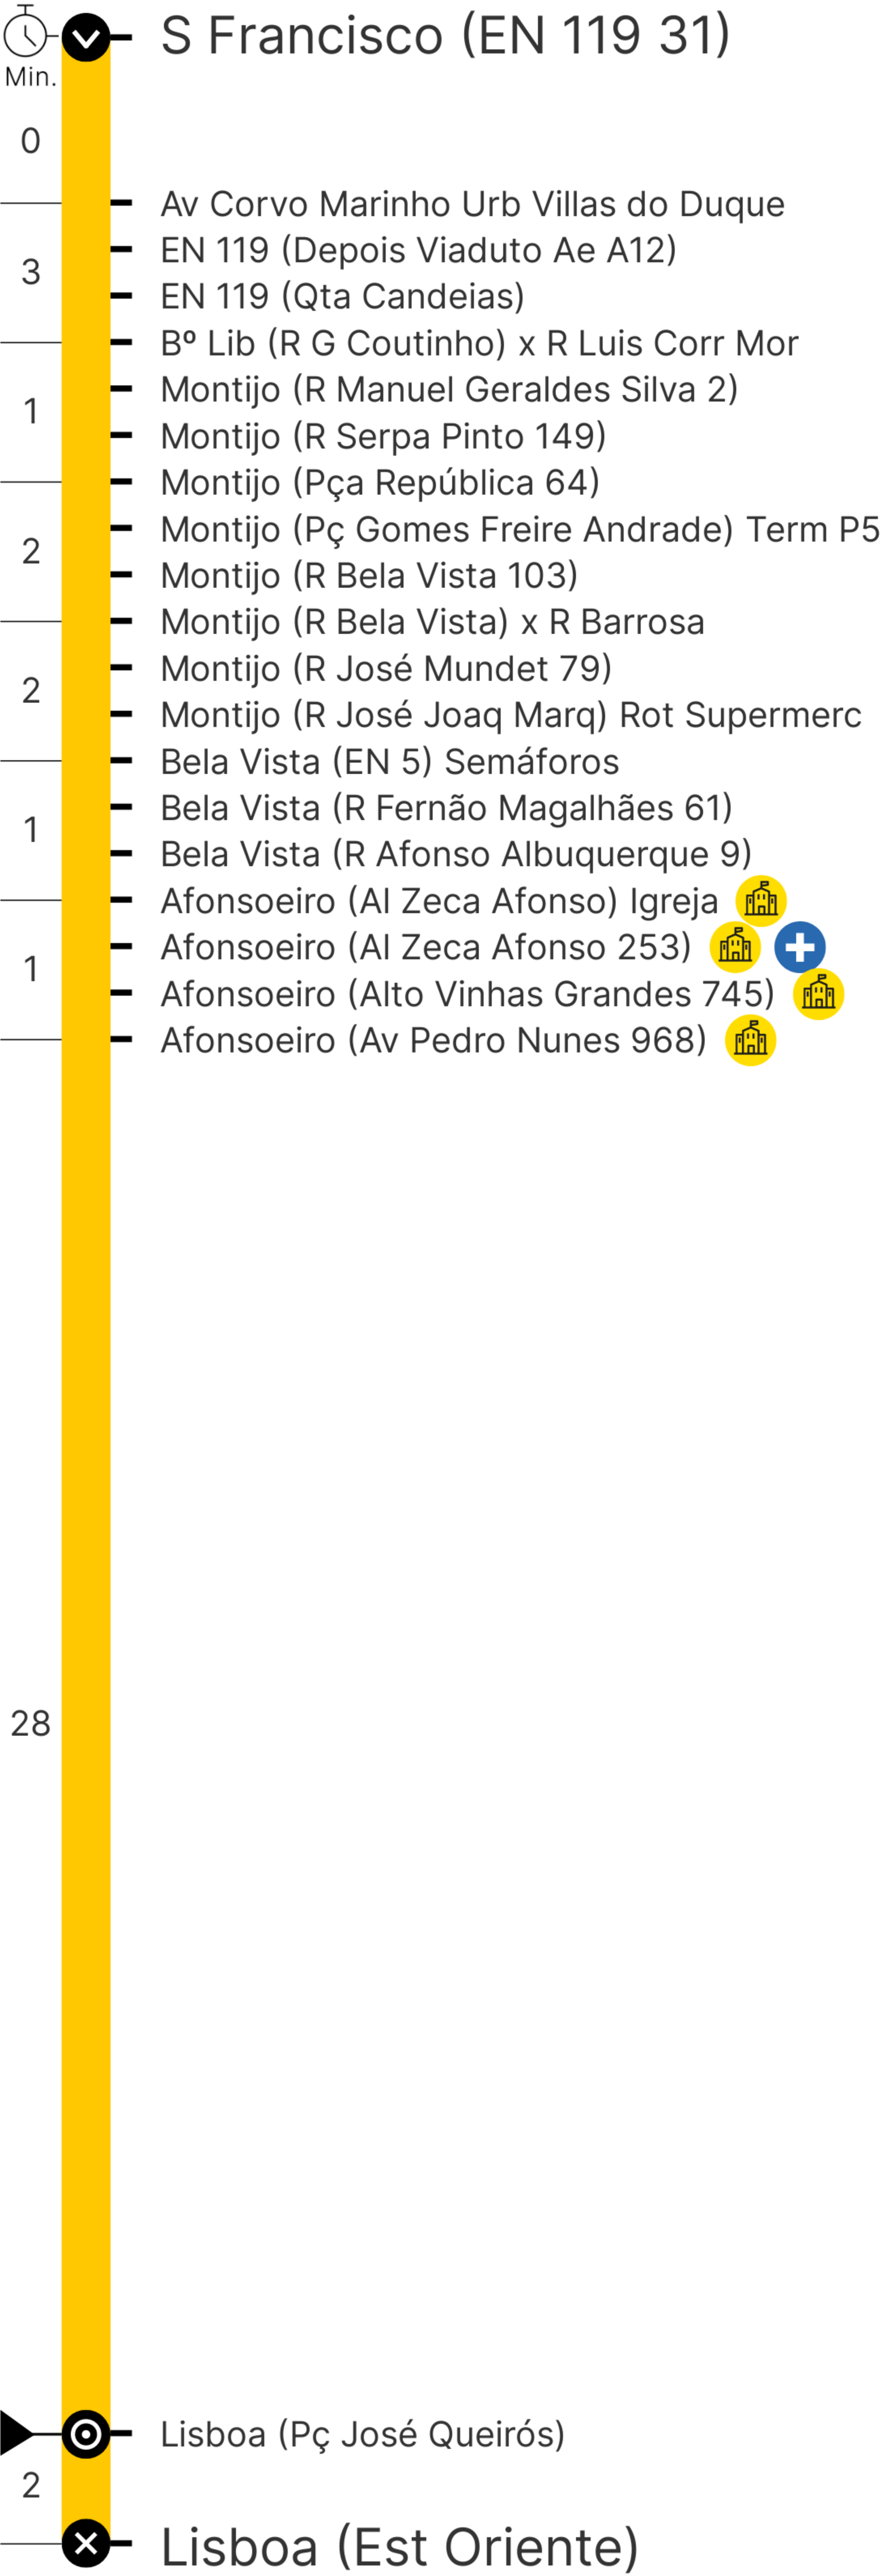 S Francisco (EN 119 31)
Min.
0
Av Corvo Marinho Urb Villas do Duque
EN 119 (Depois Viaduto Ae A12)
3
EN 119 (Qta Candeias)
Bº Lib (R G Coutinho) x R Luis Corr Mor
Montijo (R Manuel Geraldes Silva 2)
1
Montijo (R Serpa Pinto 149)
Montijo (Pça República 64)
Montijo (Pç Gomes Freire Andrade) Term P5
2
Montijo (R Bela Vista 103)
Montijo (R Bela Vista) x R Barrosa
Montijo (R José Mundet 79)
2
Montijo (R José Joaq Marq) Rot Supermerc
Bela Vista (EN 5) Semáforos
Bela Vista (R Fernão Magalhães 61)
1
Bela Vista (R Afonso Albuquerque 9)
Afonsoeiro (Al Zeca Afonso) Igreja
Afonsoeiro (Al Zeca Afonso 253)
1
Afonsoeiro (Alto Vinhas Grandes 745)
Afonsoeiro (Av Pedro Nunes 968)
28
Lisboa (Pç José Queirós)
2
Lisboa (Est Oriente)